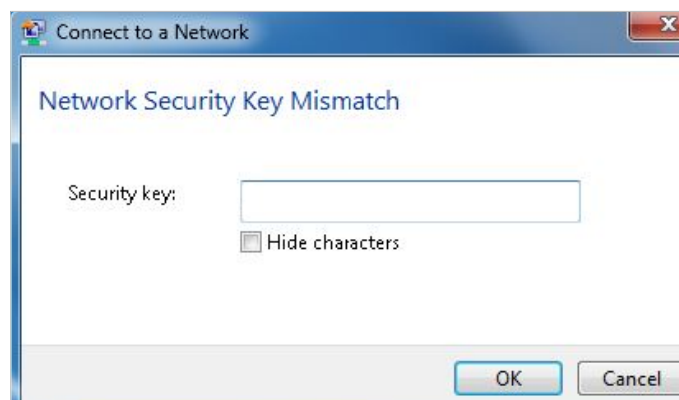 Connect to a Network
Network Security Key Mismatch
Security key:
Hide characters
OK Cancel